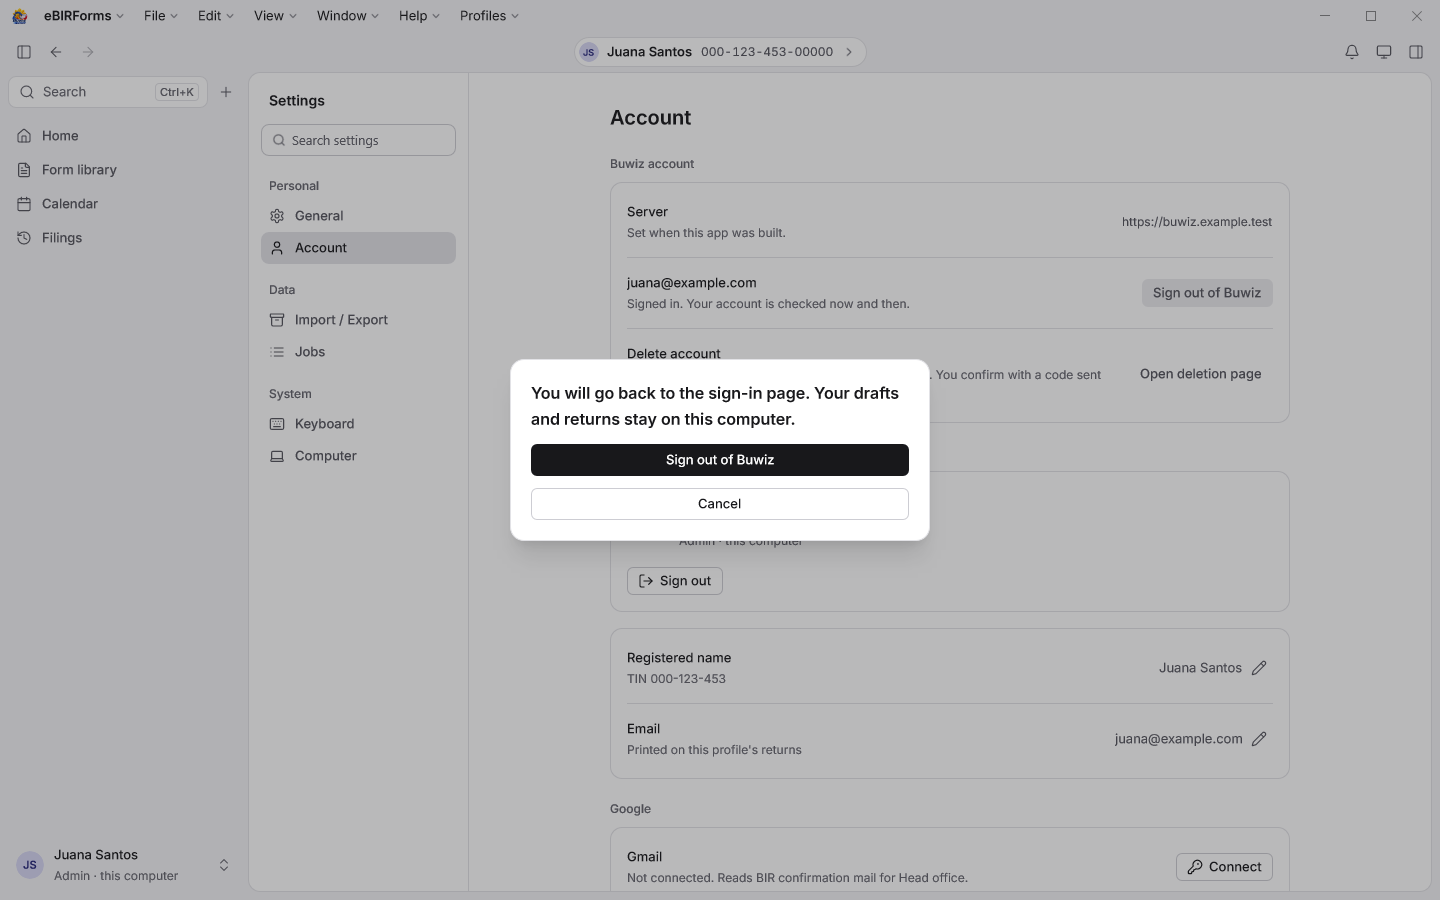 eBIRForms
File
Edit
View
Window
Help
Profiles
JS Juana Santos 000-123-453-00000
Search Ctrl+K
Home
Form library
Calendar
Filings
Settings
Search settings
Personal
General
Account
Data
Import / Export
Jobs
System
Keyboard
Computer
Account
Buwiz account
Server
Set when this app was built.
https://buwiz.example.test
juana@example.com
Signed in. Your account is checked now and then.
Sign out of Buwiz
Delete account
. You confirm with a code sent
Open deletion page
You will go back to the sign-in page. Your drafts
and returns stay on this computer.
Sign out of Buwiz
Cancel
Admin · this computer
Sign out
Registered name
TIN 000-123-453
Juana Santos
Email
Printed on this profile's returns
juana@example.com
Google
Gmail
Not connected. Reads BIR confirmation mail for Head office.
Connect
JS
Juana Santos
Admin · this computer